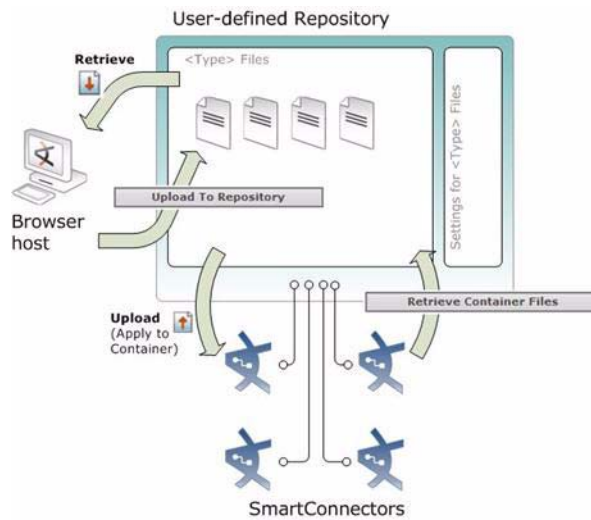 User-defined Repository
Retrieve
<Type> Files
Settings for <Type> Files
Upload To Repository
Browser
host
Upload
(Apply to
Container)
Retrieve Container Files
SmartConnectors